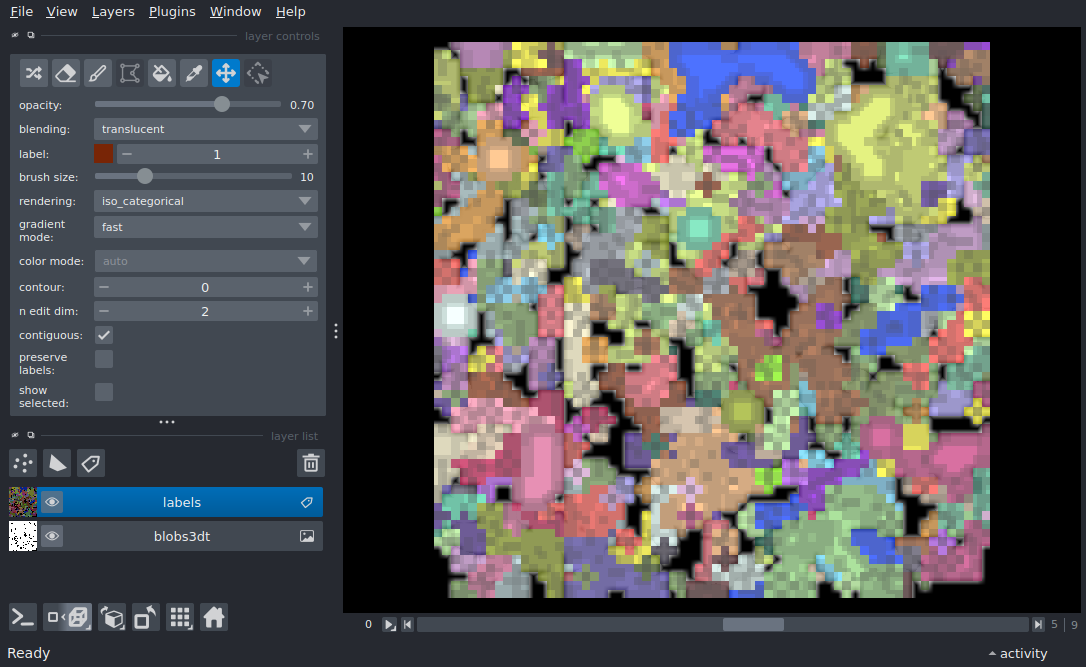 File View Layers Plugins Window Help
layer controls
opacity: 0.70
blending: translucent
label: 1
brush size: 10
rendering: iso_categorical
gradient
mode: fast
color mode: auto
contour: 0
n edit dim: 2
contiguous:
preserve
labels:
show
selected:
layer list
labels
blobs3dt
0 5 9
Ready activity